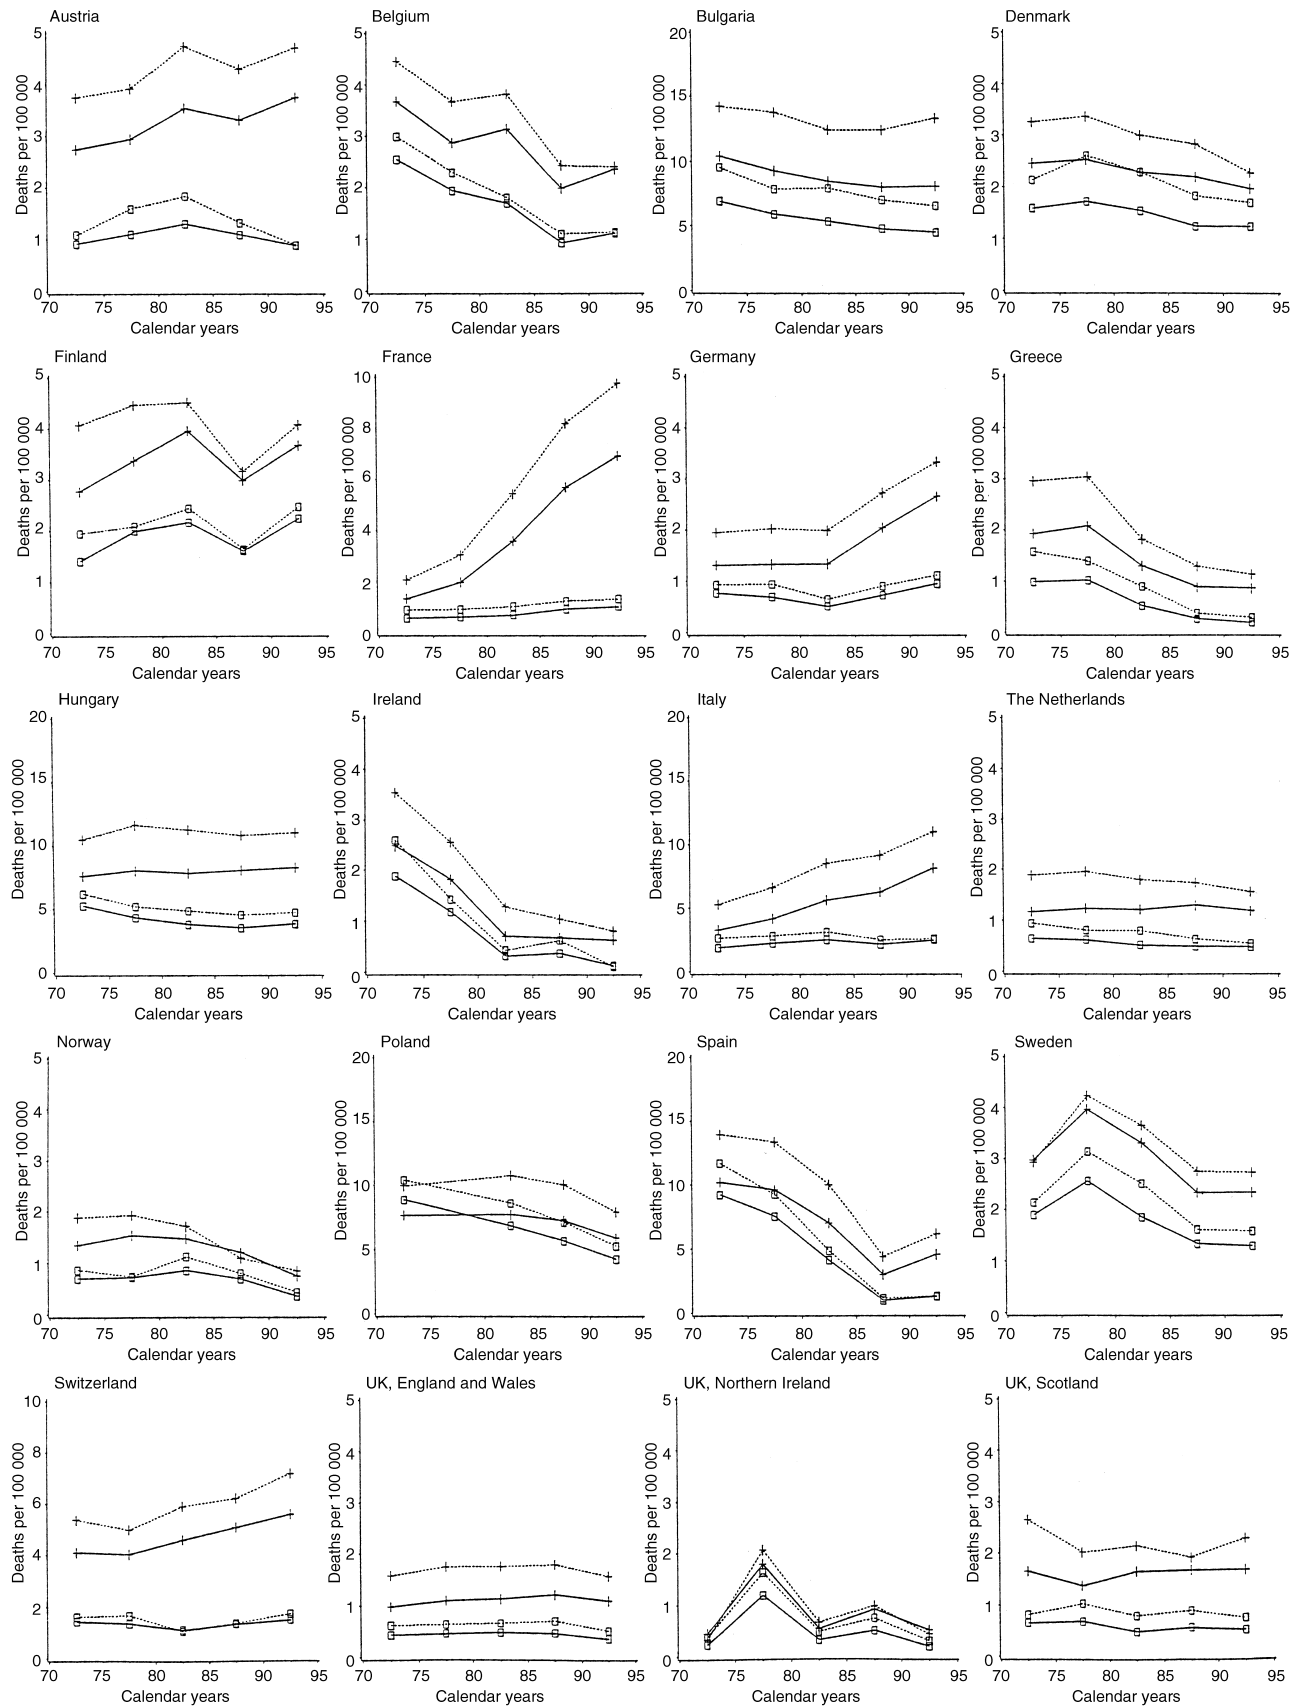 Austria
Deaths per 100 000
5
4
3
2
1
0
70 75 80 85 90 95
Calendar years
Belgium
Deaths per 100 000
5
4
3
2
1
0
70 75 80 85 90 95
Calendar years
Bulgaria
Deaths per 100 000
20
15
10
5
0
70 75 80 85 90 95
Calendar years
Denmark
Deaths per 100 000
5
4
3
2
1
0
70 75 80 85 90 95
Calendar years
Finland
Deaths per 100 000
5
4
3
2
1
0
70 75 80 85 90 95
Calendar years
France
Deaths per 100 000
10
8
6
4
2
0
70 75 80 85 90 95
Calendar years
Germany
Deaths per 100 000
5
4
3
2
1
0
70 75 80 85 90 95
Calendar years
Greece
Deaths per 100 000
5
4
3
2
1
0
70 75 80 85 90 95
Calendar years
Hungary
Deaths per 100 000
20
15
10
5
0
70 75 80 85 90 95
Calendar years
Ireland
Deaths per 100 000
5
4
3
2
1
0
70 75 80 85 90 95
Calendar years
Italy
Deaths per 100 000
20
15
10
5
0
70 75 80 85 90 95
Calendar years
The Netherlands
Deaths per 100 000
5
4
3
2
1
0
70 75 80 85 90 95
Calendar years
Norway
Deaths per 100 000
5
4
3
2
1
0
70 75 80 85 90 95
Calendar years
Poland
Deaths per 100 000
20
15
10
5
0
70 75 80 85 90 95
Calendar years
Spain
Deaths per 100 000
20
15
10
5
0
70 75 80 85 90 95
Calendar years
Sweden
Deaths per 100 000
5
4
3
2
1
0
70 75 80 85 90 95
Calendar years
Switzerland
Deaths per 100 000
10
8
6
4
2
0
70 75 80 85 90 95
Calendar years
UK, England and Wales
Deaths per 100 000
5
4
3
2
1
0
70 75 80 85 90 95
Calendar years
UK, Northern Ireland
Deaths per 100 000
5
4
3
2
1
0
70 75 80 85 90 95
Calendar years
UK, Scotland
Deaths per 100 000
5
4
3
2
1
0
70 75 80 85 90 95
Calendar years